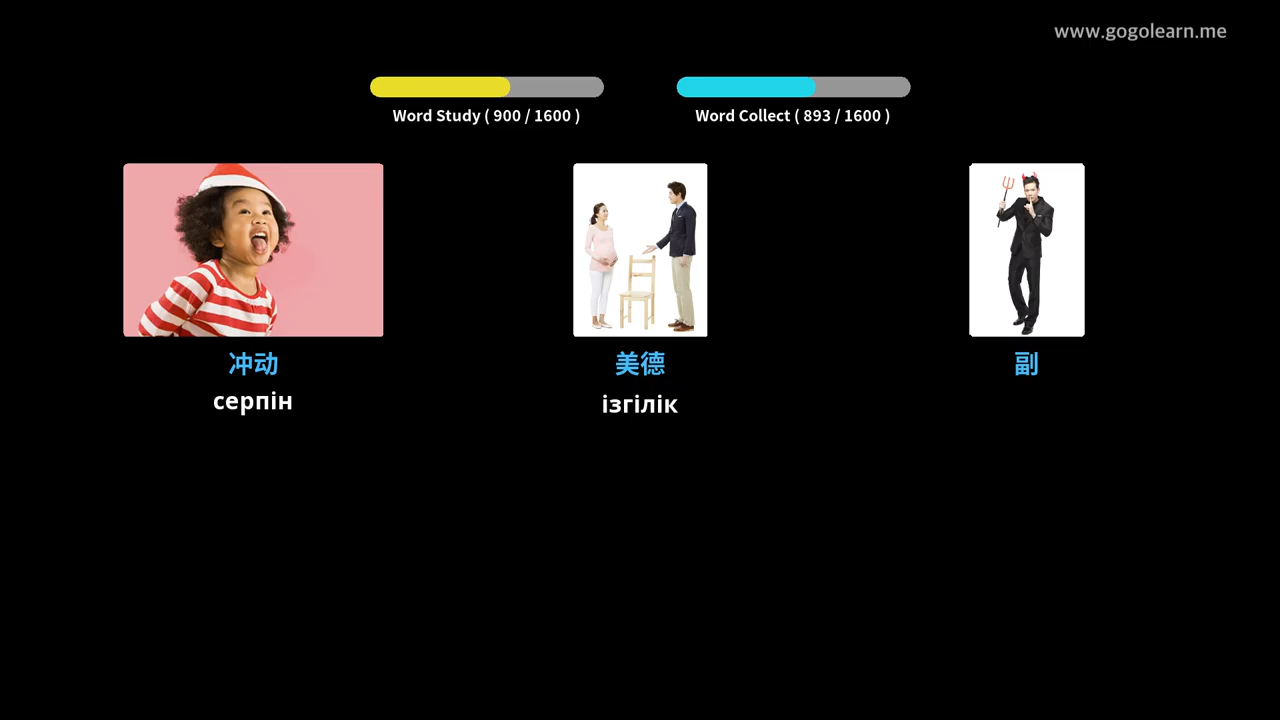 www.gogolearn.me
Word Study ( 900 / 1600 )
Word Collect ( 893 / 1600 )
冲动
серпін
美德
ізгілік
副